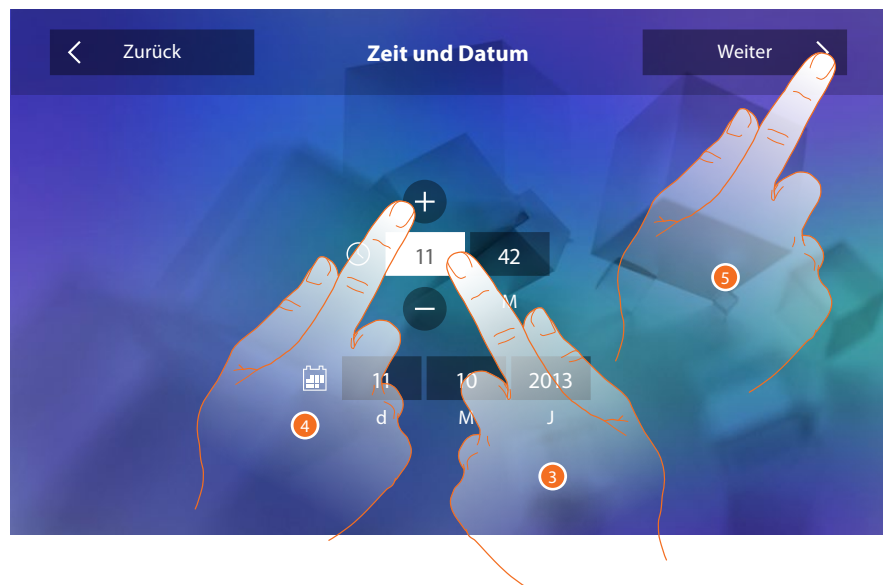 Zurück
Zeit und Datum
Weiter
+
11
42
−
M
11
10
2013
d
M
J
3
4
5